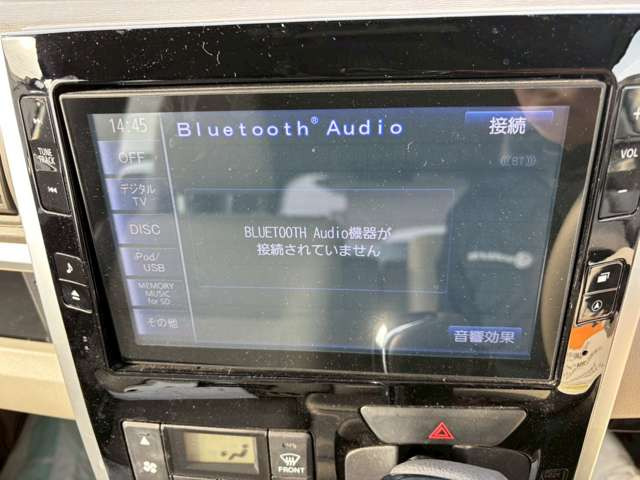 14:45
Bluetooth® Audio
接続
OFF
((BT))
デジタル
TV
DISC
BLUETOOTH Audio機器が
接続されていません
iPod/
USB
MEMORY
MUSIC
for SD
その他
音響効果
TUNE
TRACK
VOL
FRONT